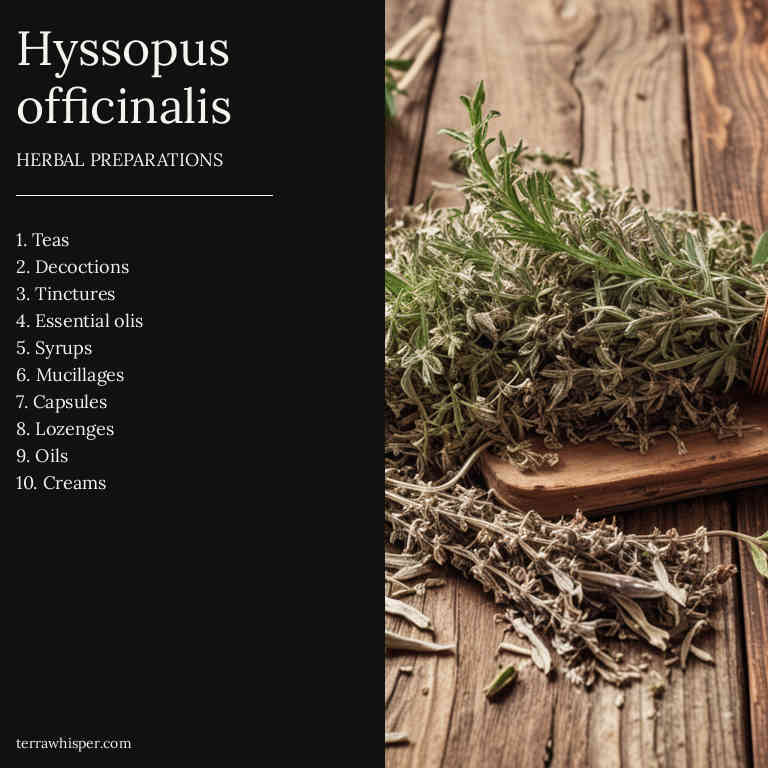 Hyssopus
officinalis
HERBAL PREPARATIONS
1. Teas
2. Decoctions
3. Tinctures
4. Essential olis
5. Syrups
6. Mucillages
7. Capsules
8. Lozenges
9. Oils
10. Creams
terrawhisper.com